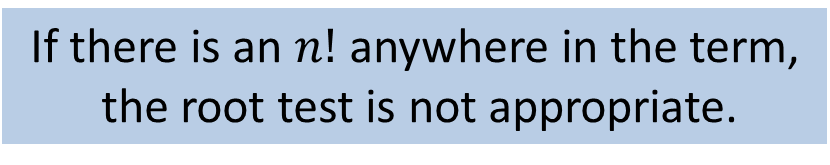 If there is an n! anywhere in the term,
the root test is not appropriate.